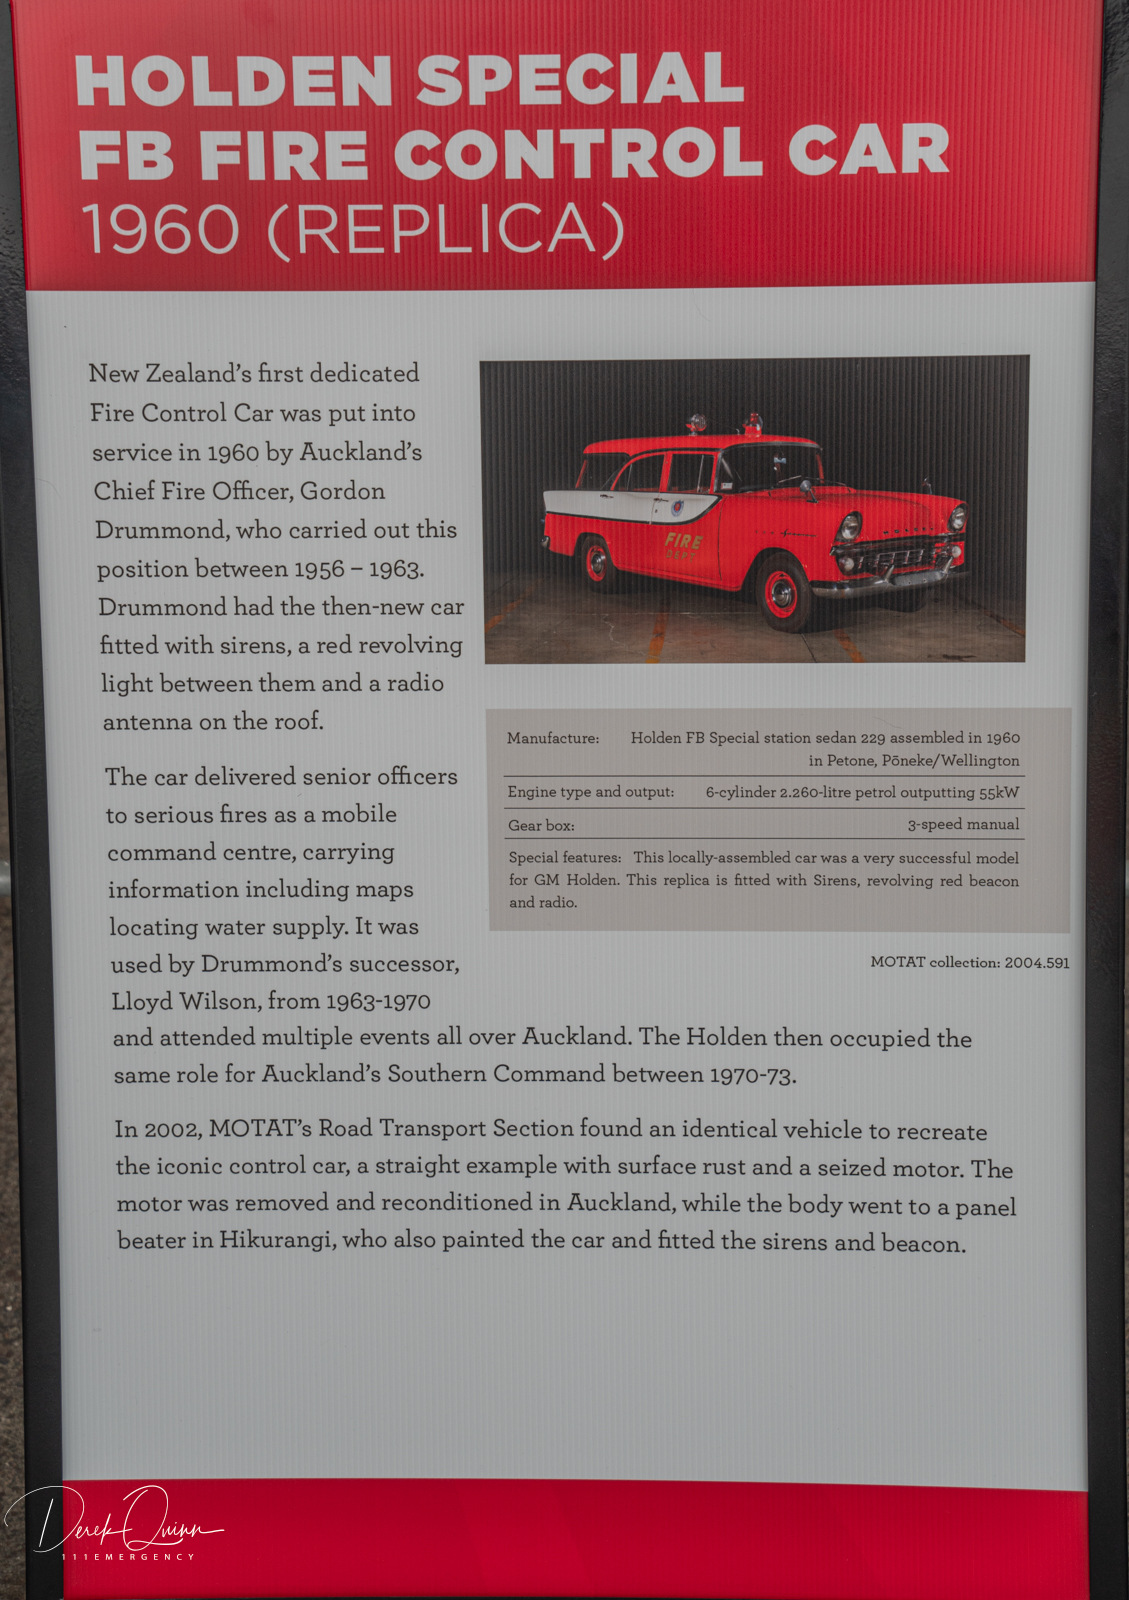 HOLDEN SPECIAL
FB FIRE CONTROL CAR
1960 (REPLICA)
New Zealand's first dedicated
Fire Control Car was put into
service in 1960 by Auckland's
Chief Fire Officer, Gordon
Drummond, who carried out this
position between 1956 – 1963.
Drummond had the then-new car
fitted with sirens, a red revolving
light between them and a radio
antenna on the roof.
The car delivered senior officers
to serious fires as a mobile
command centre, carrying
information including maps
locating water supply. It was
used by Drummond's successor,
Lloyd Wilson, from 1963-1970
and attended multiple events all over Auckland. The Holden then occupied the
same role for Auckland's Southern Command between 1970-73.
In 2002, MOTAT's Road Transport Section found an identical vehicle to recreate
the iconic control car, a straight example with surface rust and a seized motor. The
motor was removed and reconditioned in Auckland, while the body went to a panel
beater in Hikurangi, who also painted the car and fitted the sirens and beacon.
FIRE
DEPT
HOLDEN
Manufacture: Holden FB Special station sedan 229 assembled in 1960
in Petone, Pōneke/Wellington
Engine type and output: 6-cylinder 2.260-litre petrol outputting 55kW
Gear box: 3-speed manual
Special features: This locally-assembled car was a very successful model
for GM Holden. This replica is fitted with Sirens, revolving red beacon
and radio.
MOTAT collection: 2004.591
Derek Quinn
111EMERGENCY